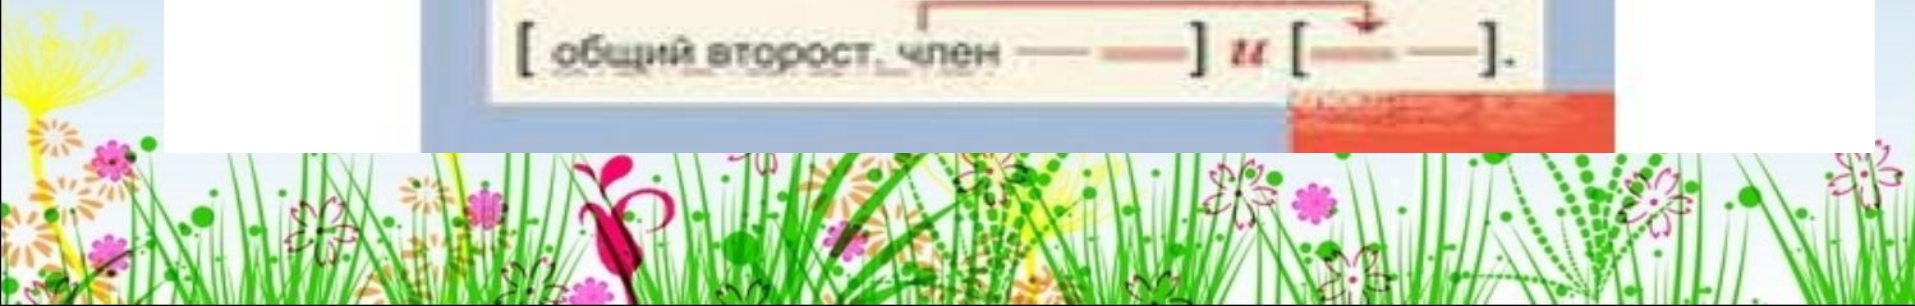 [ общий второст. член — — ] и [ — — ].